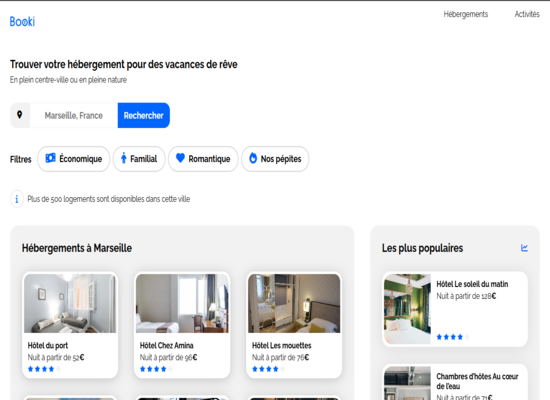 Booki
Hébergements
Activités
Trouver votre hébergement pour des vacances de rêve
En plein centre-ville ou en pleine nature
Marseille, France
Rechercher
Filtres
Économique
Familial
Romantique
Nos pépites
Plus de 500 logements sont disponibles dans cette ville
Hébergements à Marseille
Hôtel du port
Nuit à partir de 52€
Hôtel Chez Amina
Nuit à partir de 96€
Hôtel Les mouettes
Nuit à partir de 76€
Les plus populaires
Hôtel Le soleil du matin
Nuit à partir de 128€
Chambres d'hôtes Au cœur
de l'eau
Nuit à partir de 71€